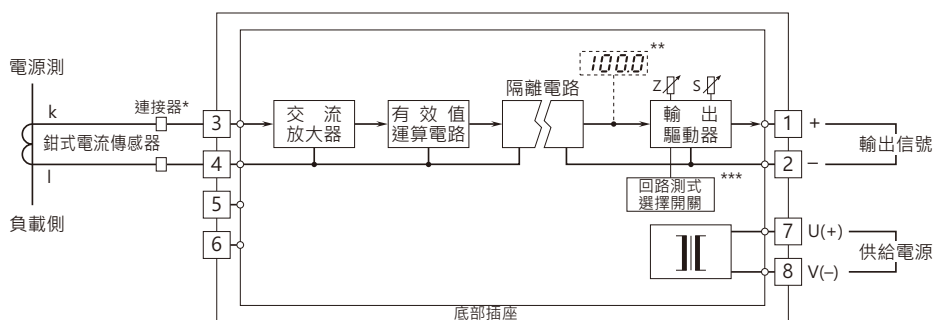 電源測
k
連接器*
鉗式電流傳感器
l
負載側
3
4
5
6
交流
放大器
有效值
運算電路
隔離電路
100.0
**
Z
S
輸出
驅動器
回路測式
選擇開關
***
1
+
2
–
輸出信號
7
U(+)
8
V(–)
供給電源
底部插座